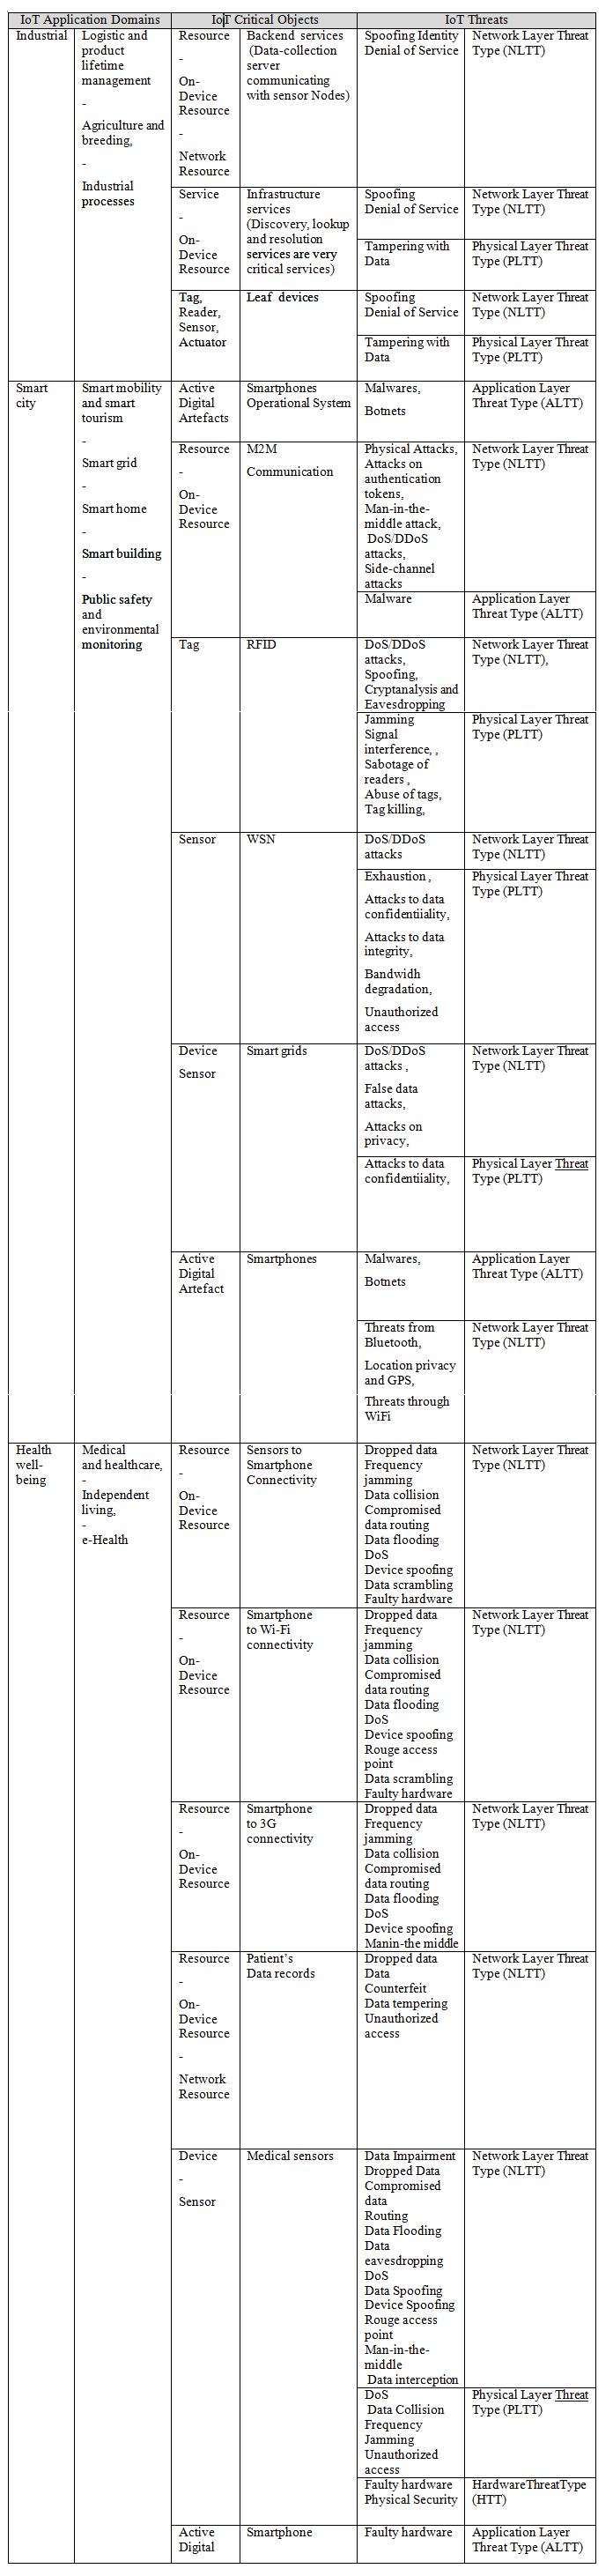 IoT Application Domains
IoT Critical Objects
IoT Threats
Industrial
Logistic and
product
lifetime
management
-
Agriculture and
breeding,
-
Industrial
processes
Resource
-
On-
Device
Resource
-
Network
Resource
Backend services
(Data-collection
server
communicating
with sensor Nodes)
Spoofing Identity
Denial of Service
Network Layer Threat
Type (NLTT)
Service
-
On-
Device
Resource
Infrastructure
services
(Discovery, lookup
and resolution
services are very
critical services)
Spoofing
Denial of Service
Network Layer Threat
Type (NLTT)
Tampering with
Data
Physical Layer Threat
Type (PLTT)
Tag,
Reader,
Sensor,
Actuator
Leaf devices
Spoofing
Denial of Service
Network Layer Threat
Type (NLTT)
Tampering with
Data
Physical Layer Threat
Type (PLTT)
Smart
city
Smart mobility
and smart
tourism
-
Smart grid
-
Smart home
-
Smart building
-
Public safety
and
environmental
monitoring
Active
Digital
Artefacts
Smartphones
Operational System
Malwares,
Botnets
Application Layer
Threat Type (ALTT)
Resource
-
On-
Device
Resource
M2M
Communication
Physical Attacks,
Attacks on
authentication
tokens,
Man-in-the-
middle attack,
DoS/DDoS
attacks,
Side-channel
attacks
Network Layer Threat
Type (NLTT)
Malware
Application Layer
Threat Type (ALTT)
Tag
RFID
DoS/DDoS
attacks,
Spoofing,
Cryptanalysis and
Eavesdropping
Network Layer Threat
Type (NLTT),
Jamming
Signal
interference, ,
Sabotage of
readers ,
Abuse of tags,
Tag killing,
Physical Layer Threat
Type (PLTT)
Sensor
WSN
DoS/DDoS
attacks
Network Layer Threat
Type (NLTT)
Exhaustion ,
Attacks to data
confidentiiality,
Attacks to data
integrity,
Bandwidh
degradation,
Unauthorized
access
Physical Layer Threat
Type (PLTT)
Device
Sensor
Smart grids
DoS/DDoS
attacks ,
False data
attacks,
Attacks on
privacy,
Network Layer Threat
Type (NLTT)
Attacks to data
confidentiiality,
Physical Layer Threat
Type (PLTT)
Active
Digital
Artefact
Smartphones
Malwares,
Botnets
Application Layer
Threat Type (ALTT)
Threats from
Bluetooth,
Location privacy
and GPS,
Threats through
WiFi
Network Layer Threat
Type (NLTT)
Health
well-
being
Medical
and healthcare,
-
Independent
living,
-
e-Health
Resource
-
On-
Device
Resource
Sensors to
Smartphone
Connectivity
Dropped data
Frequency
jamming
Data collision
Compromised
data routing
Data flooding
DoS
Device spoofing
Data scrambling
Faulty hardware
Network Layer Threat
Type (NLTT)
Resource
-
On-
Device
Resource
Smartphone
to Wi-Fi
connectivity
Dropped data
Frequency
jamming
Data collision
Compromised
data routing
Data flooding
DoS
Device spoofing
Rouge access
point
Data scrambling
Faulty hardware
Network Layer Threat
Type (NLTT)
Resource
-
On-
Device
Resource
Smartphone
to 3G
connectivity
Dropped data
Frequency
jamming
Data collision
Compromised
data routing
Data flooding
DoS
Device spoofing
Manin-the middle
Network Layer Threat
Type (NLTT)
Resource
-
On-
Device
Resource
-
Network
Resource
Patient's
Data records
Dropped data
Data
Counterfeit
Data tempering
Unauthorized
access
Network Layer Threat
Type (NLTT)
Device
-
Sensor
Medical sensors
Data Impairment
Dropped Data
Compromised
data
Routing
Data Flooding
Data
eavesdropping
DoS
Data Spoofing
Device Spoofing
Rouge access
point
Man-in-the-
middle
Data interception
Network Layer Threat
Type (NLTT)
DoS
Data Collision
Frequency
Jamming
Unauthorized
access
Physical Layer Threat
Type (PLTT)
Faulty hardware
Physical Security
HardwareThreatType
(HTT)
Active
Digital
Smartphone
Faulty hardware
Application Layer
Threat Type (ALTT)